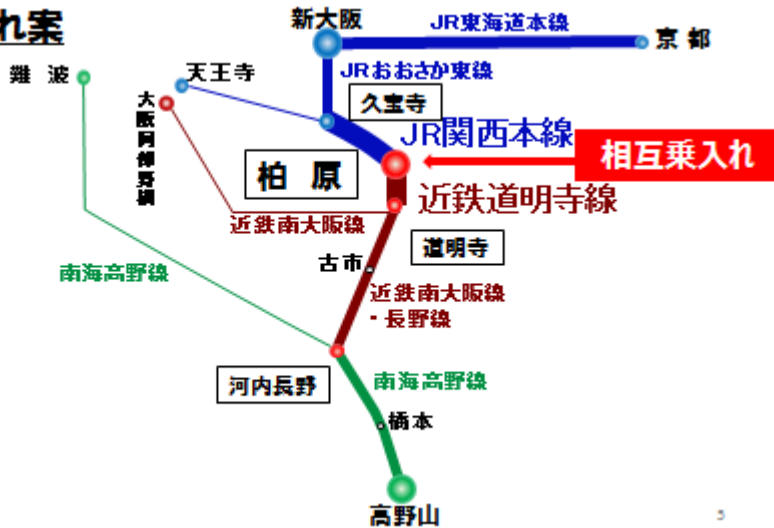 れ案
新大阪
JR東海道本線
京都
難波
天王寺
JRおおさか東線
大阪阿部野橋
久宝寺
JR関西本線
相互乗入れ
柏原
近鉄道明寺線
近鉄南大阪線
道明寺
古市
南海高野線
近鉄南大阪線
・長野線
河内長野
南海高野線
橋本
高野山
5